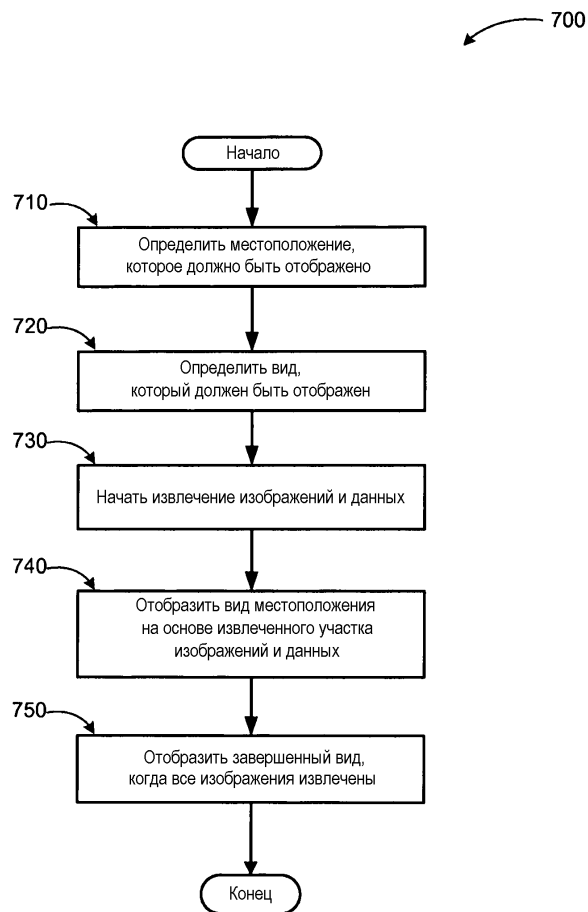 700
Начало
710
Определить местоположение,
которое должно быть отображено
720
Определить вид,
который должен быть отображен
730
Начать извлечение изображений и данных
740
Отобразить вид местоположения
на основе извлеченного участка
изображений и данных
750
Отобразить завершенный вид,
когда все изображения извлечены
Конец